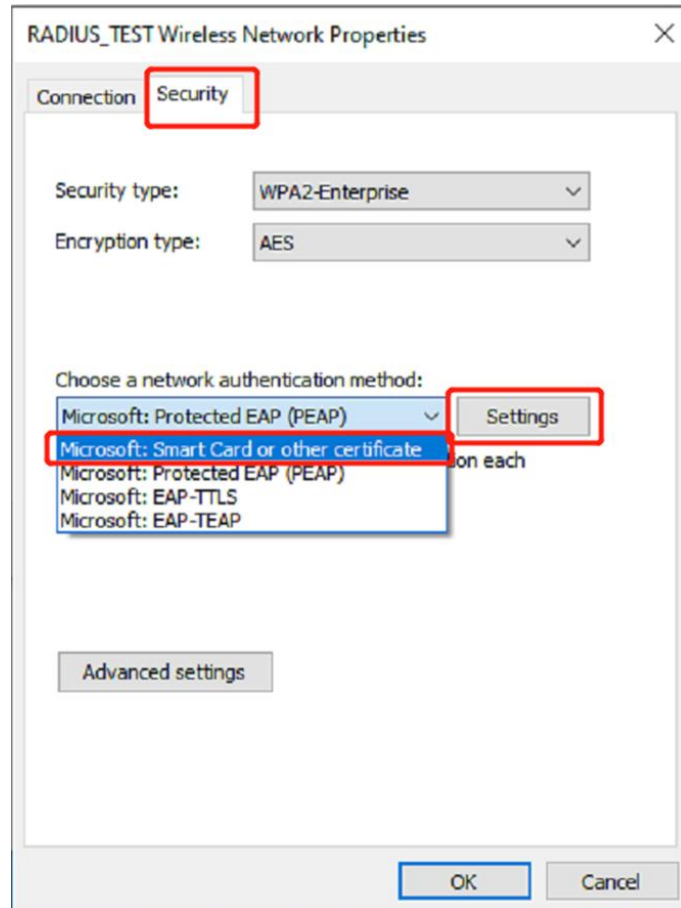 RADIUS_TEST Wireless Network Properties
Connection Security
Security type: WPA2-Enterprise
Encryption type: AES
Choose a network authentication method:
Microsoft: Protected EAP (PEAP) Settings
Microsoft: Smart Card or other certificate
on each
Microsoft: Protected EAP (PEAP)
Microsoft: EAP-TTLS
Microsoft: EAP-TEAP
Advanced settings
OK Cancel